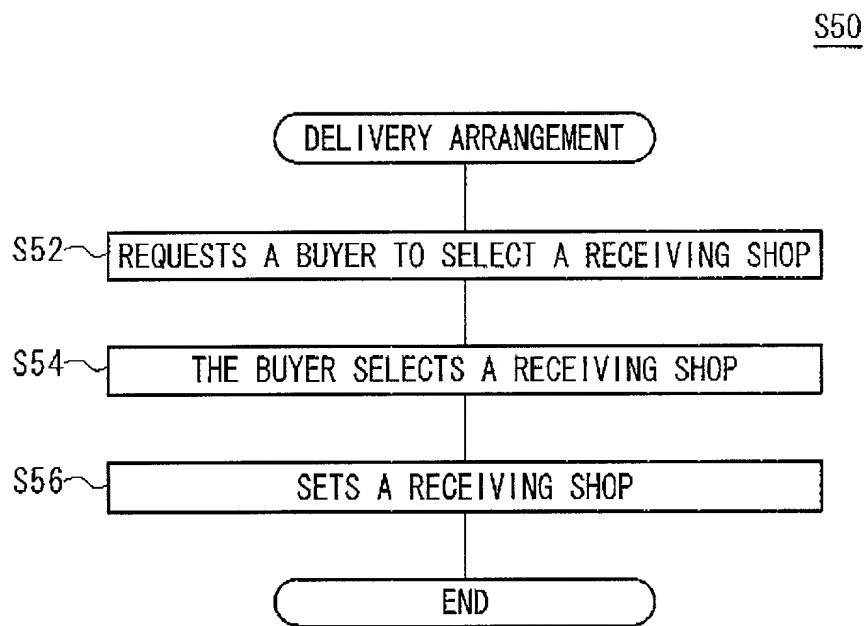 S50
DELIVERY ARRANGEMENT
S52 REQUESTS A BUYER TO SELECT A RECEIVING SHOP
S54 THE BUYER SELECTS A RECEIVING SHOP
S56 SETS A RECEIVING SHOP
END